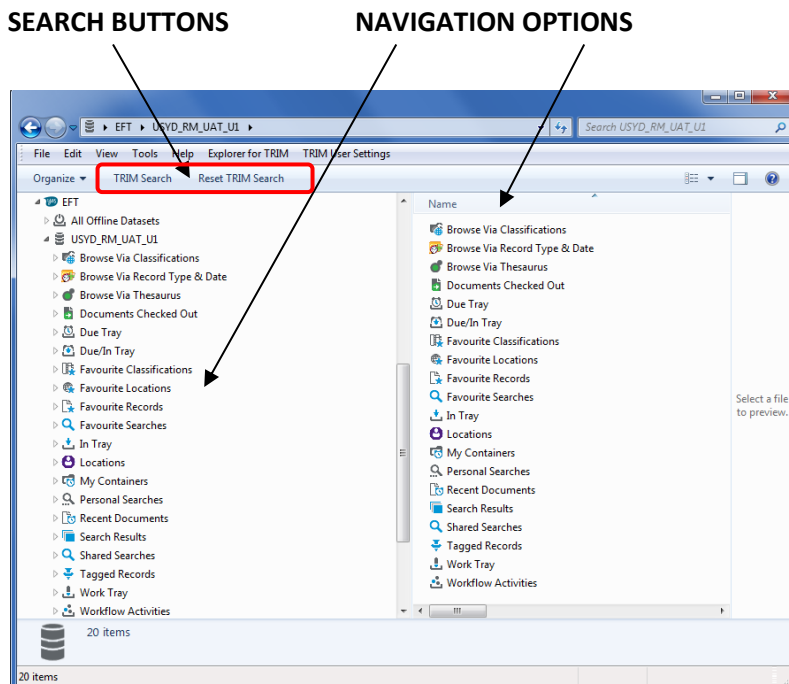 SEARCH BUTTONS NAVIGATION OPTIONS
EFT ▸ USYD_RM_UAT_U1 ▸ Search USYD_RM_UAT_U1
File Edit View Tools Help Explorer for TRIM TRIM User Settings
Organize TRIM Search Reset TRIM Search
EFT
All Offline Datasets
USYD_RM_UAT_U1
Browse Via Classifications
Browse Via Record Type & Date
Browse Via Thesaurus
Documents Checked Out
Due Tray
Due/In Tray
Favourite Classifications
Favourite Locations
Favourite Records
Favourite Searches
In Tray
Locations
My Containers
Personal Searches
Recent Documents
Search Results
Shared Searches
Tagged Records
Work Tray
Workflow Activities
Name
Browse Via Classifications
Browse Via Record Type & Date
Browse Via Thesaurus
Documents Checked Out
Due Tray
Due/In Tray
Favourite Classifications
Favourite Locations
Favourite Records
Favourite Searches
In Tray
Locations
My Containers
Personal Searches
Recent Documents
Search Results
Shared Searches
Tagged Records
Work Tray
Workflow Activities
Select a file
to preview.
20 items
20 items